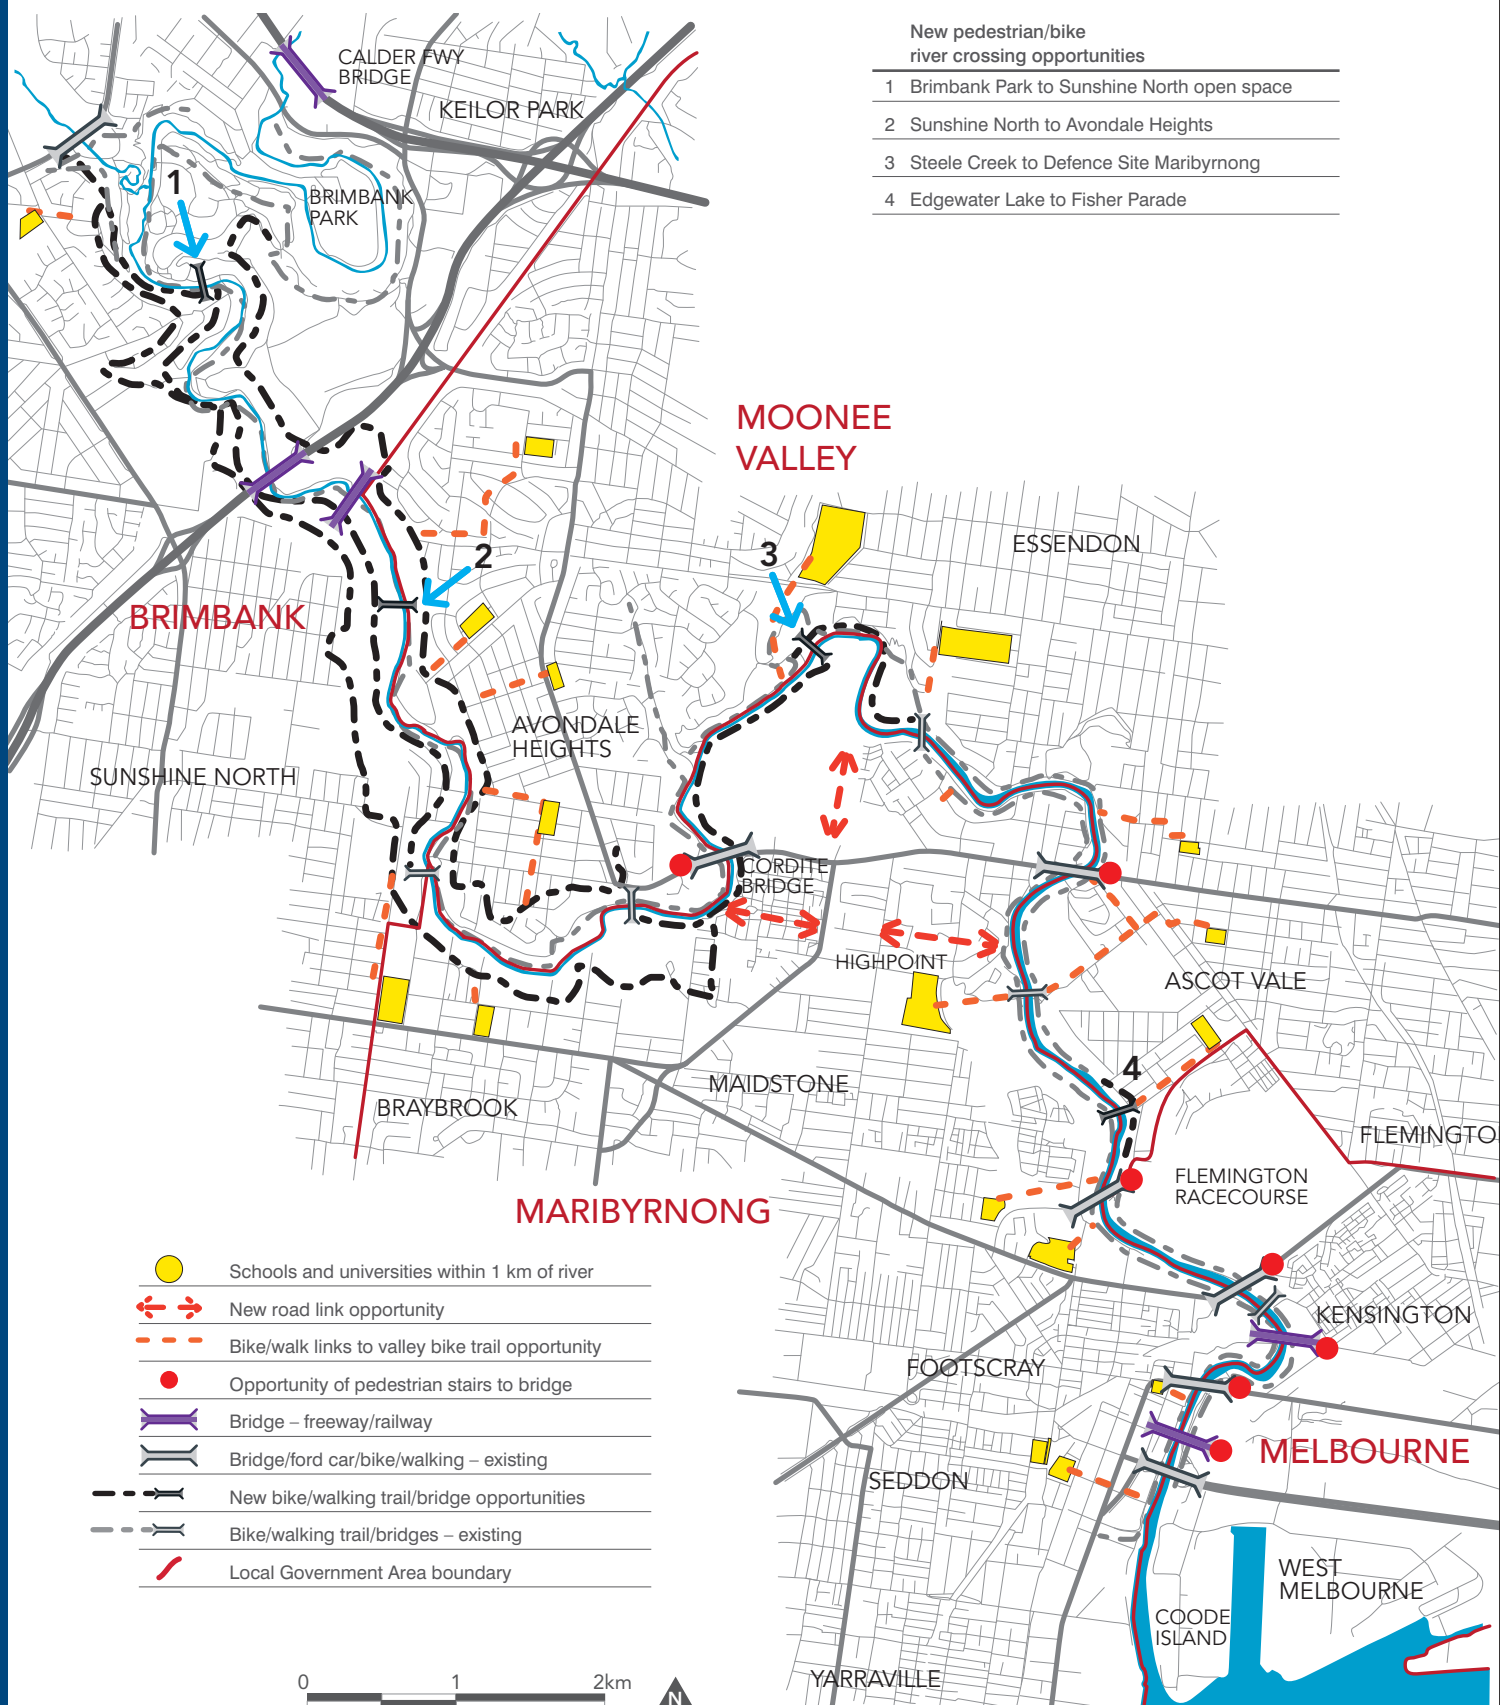 New pedestrian/bike
river crossing opportunities
1 Brimbank Park to Sunshine North open space
2 Sunshine North to Avondale Heights
3 Steele Creek to Defence Site Maribyrnong
4 Edgewater Lake to Fisher Parade
CALDER FWY
BRIDGE
KEILOR PARK
1
BRIMBANK
PARK
MOONEE
VALLEY
ESSENDON
2
3
BRIMBANK
AVONDALE
HEIGHTS
SUNSHINE NORTH
CORDITE
BRIDGE
HIGHPOINT
ASCOT VALE
4
MAIDSTONE
BRAYBROOK
FLEMINGTO
FLEMINGTON
RACECOURSE
MARIBYRNONG
KENSINGTON
FOOTSCRAY
MELBOURNE
SEDDON
WEST
MELBOURNE
COODE
ISLAND
YARRAVILLE
Schools and universities within 1 km of river
New road link opportunity
Bike/walk links to valley bike trail opportunity
Opportunity of pedestrian stairs to bridge
Bridge – freeway/railway
Bridge/ford car/bike/walking – existing
New bike/walking trail/bridge opportunities
Bike/walking trail/bridges – existing
Local Government Area boundary
0 1 2km
N